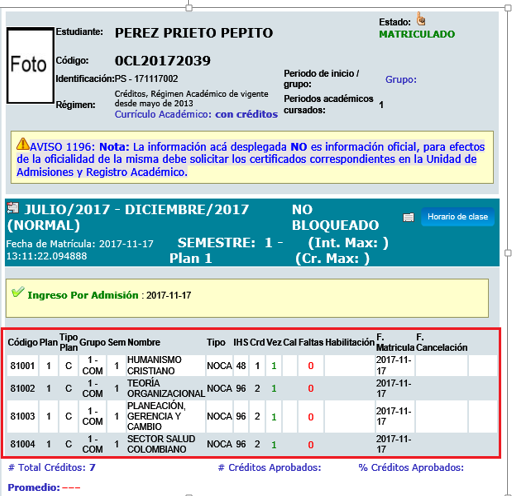 Estudiante: PEREZ PRIETO PEPITO
Estado:
MATRICULADO
Foto
Código: 0CL20172039
Identificación: PS - 171117002
Periodo de inicio / grupo:
Grupo:
Régimen: Créditos, Régimen Académico de vigente desde mayo de 2013
Currículo Académico: con créditos
Periodos académicos cursados: 1
AVISO 1196: Nota: La información acá desplegada NO es información oficial, para efectos
de la oficialidad de la misma debe solicitar los certificados correspondientes en la Unidad de
Admisiones y Registro Académico.
JULIO/2017 - DICIEMBRE/2017 (NORMAL)
NO BLOQUEADO
Horario de clase
Fecha de Matrícula: 2017-11-17 13:11:22.094888
SEMESTRE: 1 - Plan 1
(Int. Max: )
(Cr. Max: )
Ingreso Por Admisión : 2017-11-17
Código Plan Tipo Plan Grupo Sem Nombre Tipo IHS Crd Vez Cal Faltas Habilitación F. Matricula F. Cancelación
81001 1 C 1 - COM 1 HUMANISMO CRISTIANO NOCA 48 1 1 0 2017-11-17
81002 1 C 1 - COM 1 TEORÍA ORGANIZACIONAL NOCA 96 2 1 0 2017-11-17
81003 1 C 1 - COM 1 PLANEACIÓN, GERENCIA Y CAMBIO NOCA 96 2 1 0 2017-11-17
81004 1 C 1 - COM 1 SECTOR SALUD COLOMBIANO NOCA 96 2 1 0 2017-11-17
# Total Créditos: 7 # Créditos Aprobados: % Créditos Aprobados:
Promedio: ---